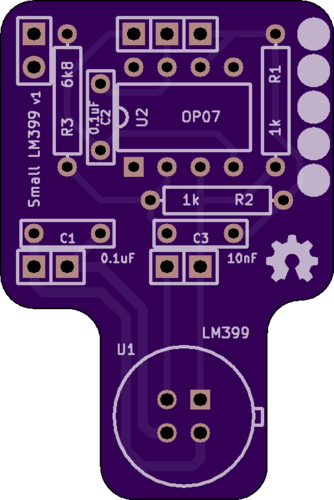 6k8
R3
0.1uF
C2
U2
OP07
R1
1k
Small LM399 v1
1k R2
C1
0.1uF
C3
10nF
LM399
U1